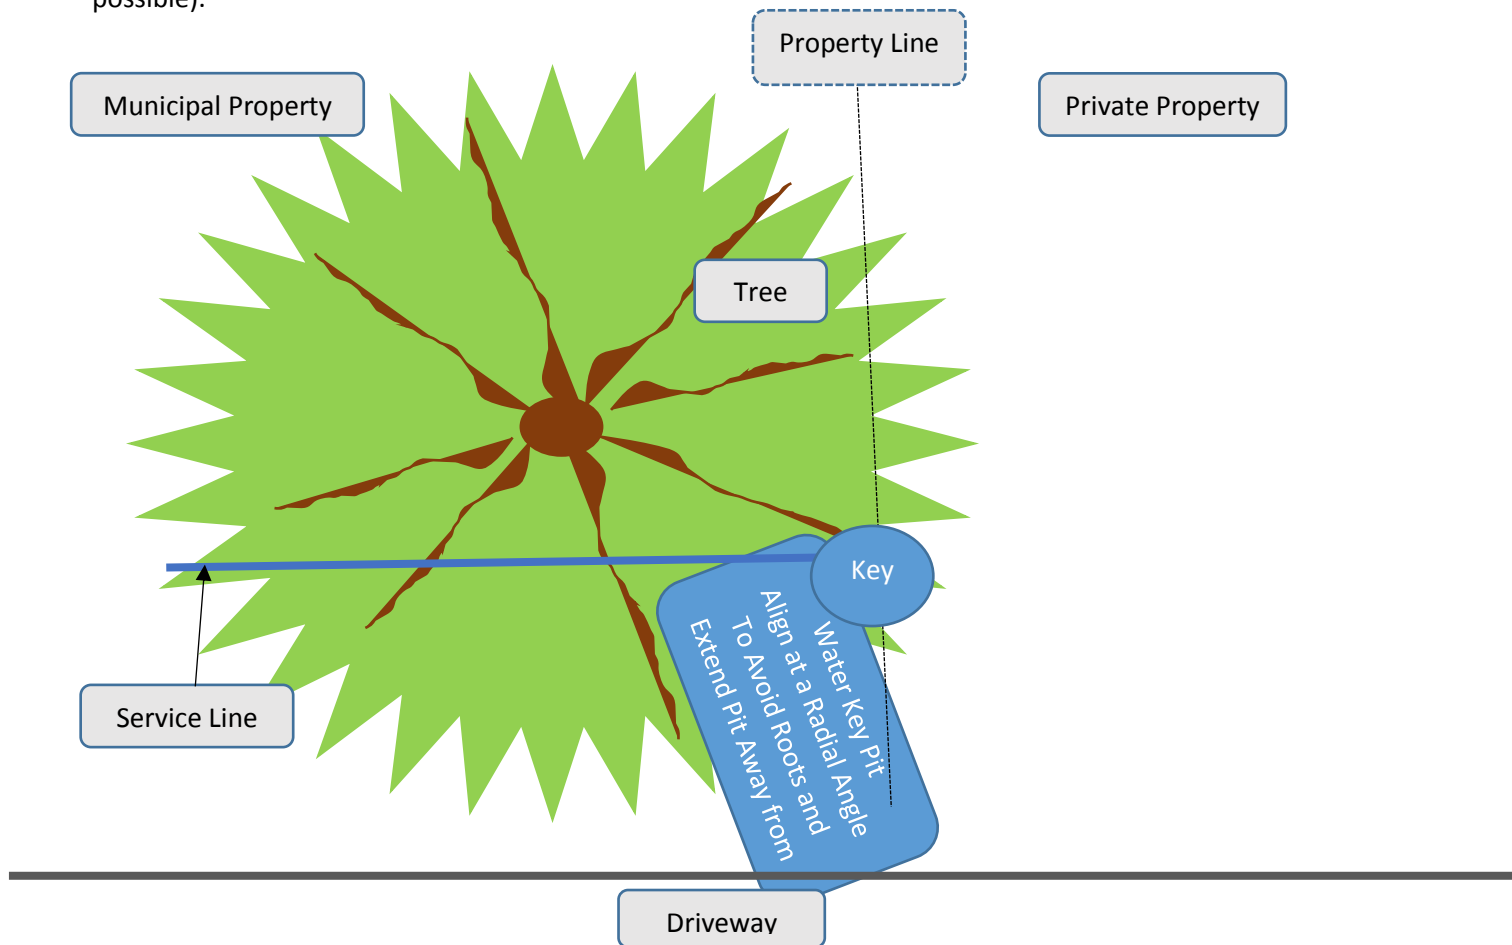 possible).
Property Line
Municipal Property
Private Property
Tree
Key
Water Key Pit
Align at a Radial Angle
To Avoid Roots and
Extend Pit Away from
Service Line
Driveway